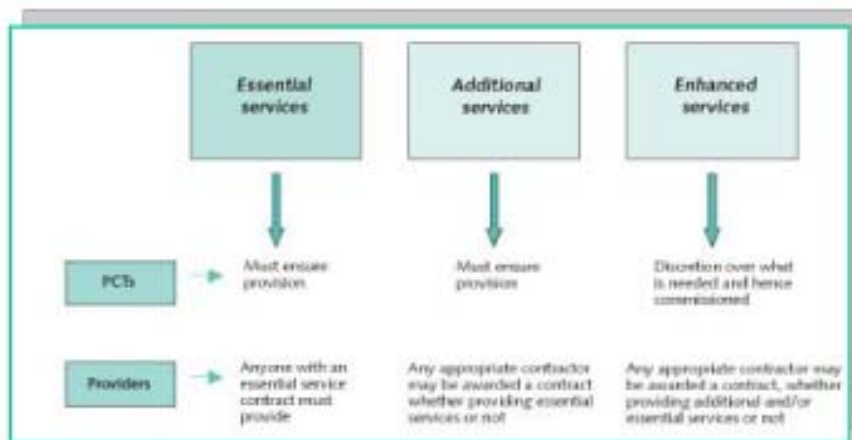 Essential
services
Additional
services
Enhanced
services
PCTs
Must ensure
provision
Must ensure
provision
Discretion over what
is needed and hence
commissioned
Providers
Anyone with an
essential service
contract must
provide
Any appropriate contractor
may be awarded a contract
whether providing essential
services or not
Any appropriate contractor may
be awarded a contract, whether
providing additional and/or
essential services or not